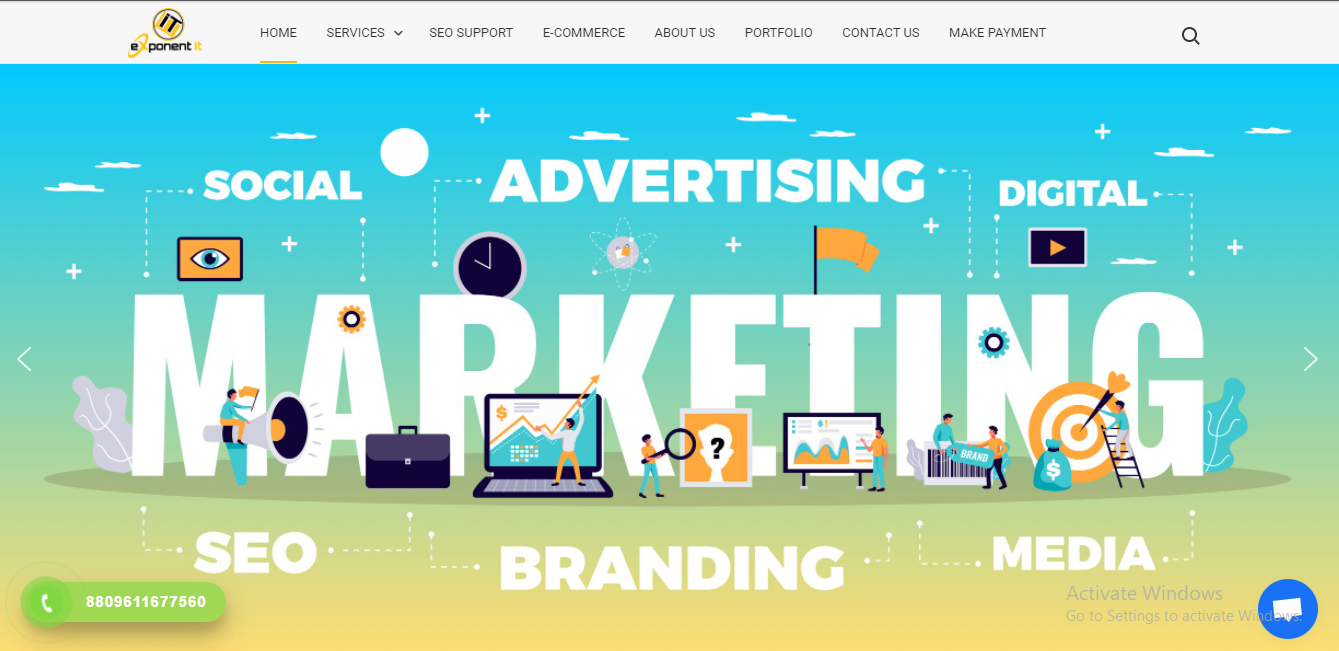 iT
eXponent it
HOME
SERVICES
SEO SUPPORT
E-COMMERCE
ABOUT US
PORTFOLIO
CONTACT US
MAKE PAYMENT
SOCIAL
ADVERTISING
DIGITAL
MARKETING
$
?
$
BRAND
$
SEO
BRANDING
MEDIA
8809611677560
Activate Windows
Go to Settings to activate Windows.